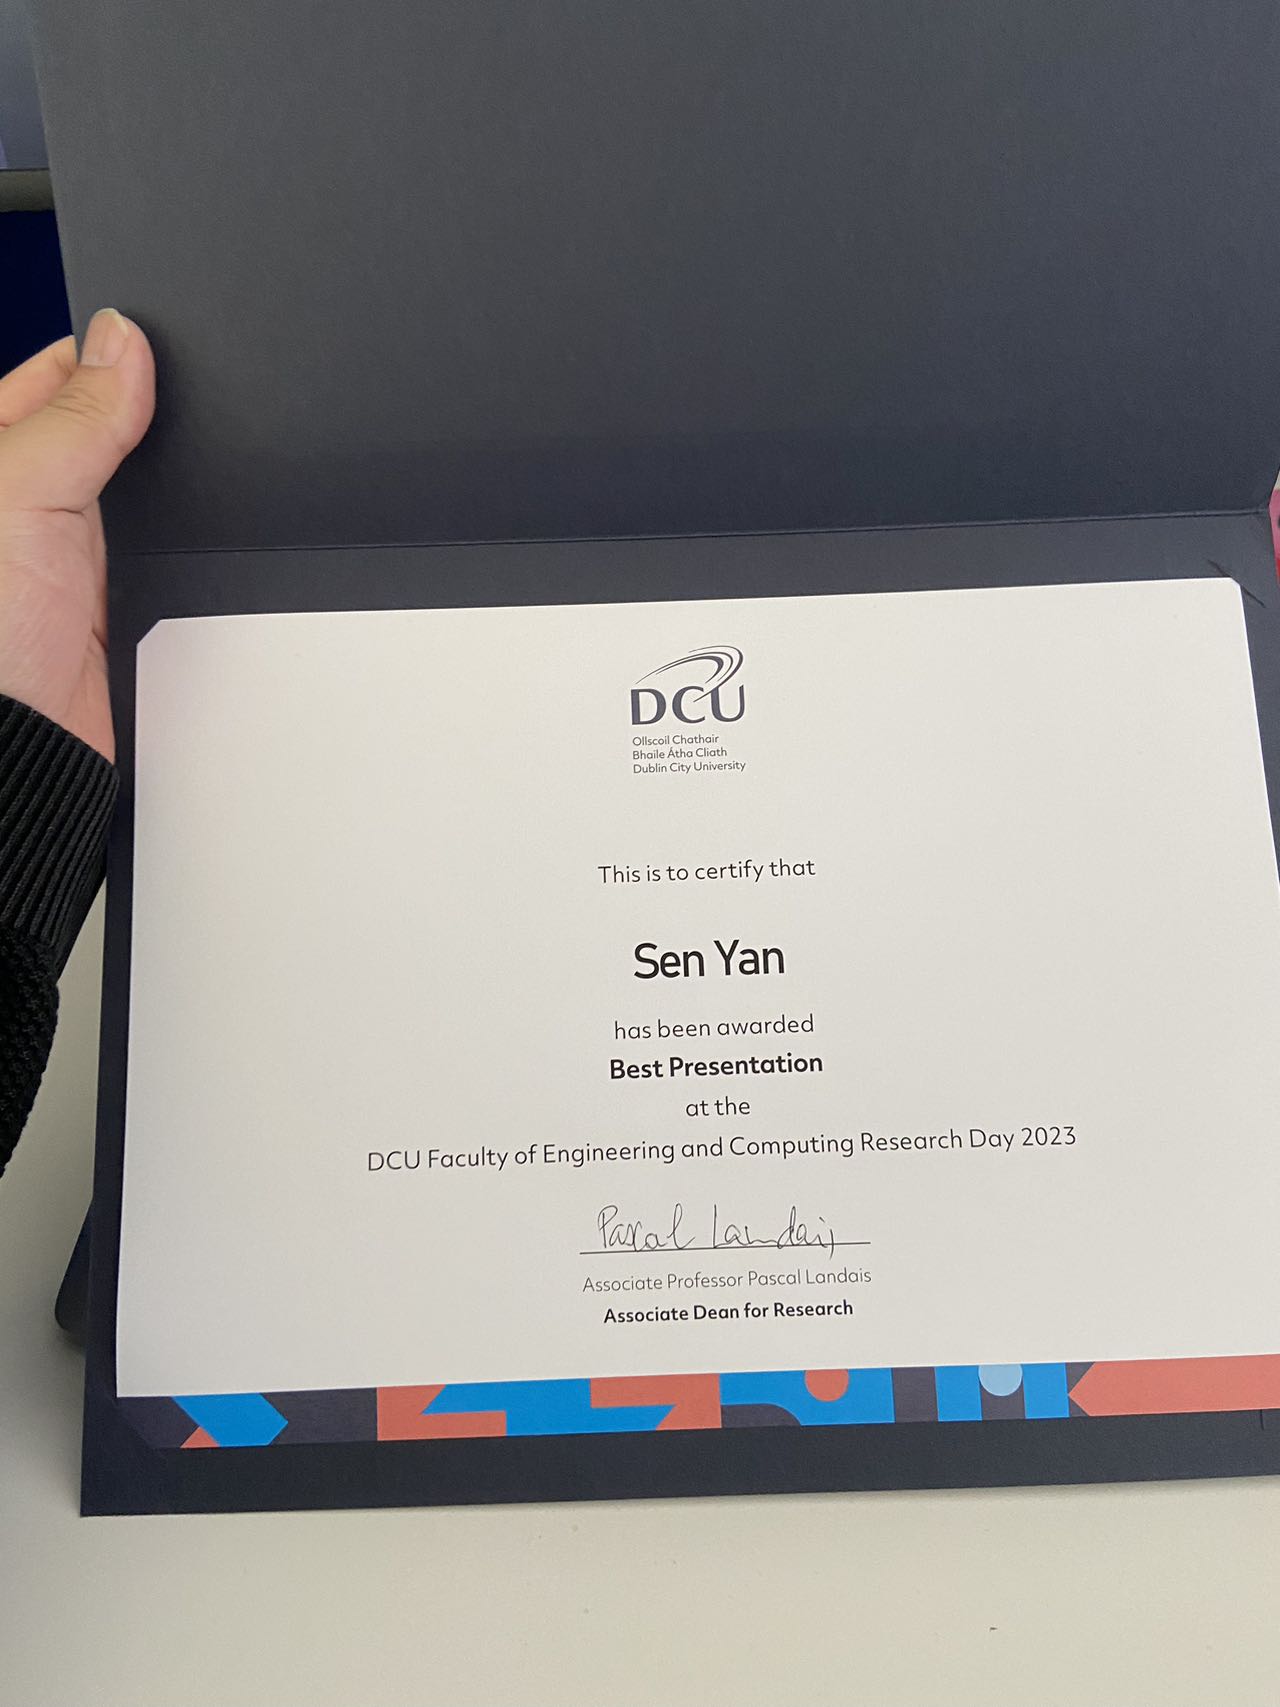 DCU
Ollscoil Chathair
Bhaile Átha Cliath
Dublin City University
This is to certify that
Sen Yan
has been awarded
Best Presentation
at the
DCU Faculty of Engineering and Computing Research Day 2023
Pascal Landais
Associate Professor Pascal Landais
Associate Dean for Research